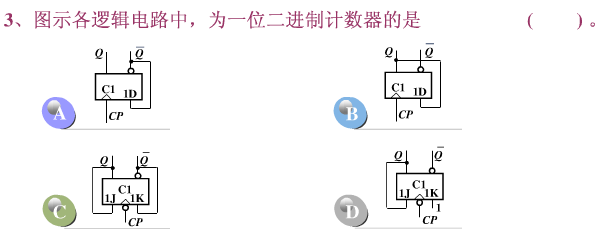 3、图示各逻辑电路中，为一位二进制计数器的是 ( )。
Q Q̅ Q Q̅
C1 1D C1 1D
A CP B CP
Q Q̅ Q Q̅
C1 C1
1J 1K 1J 1K
C CP D CP 1